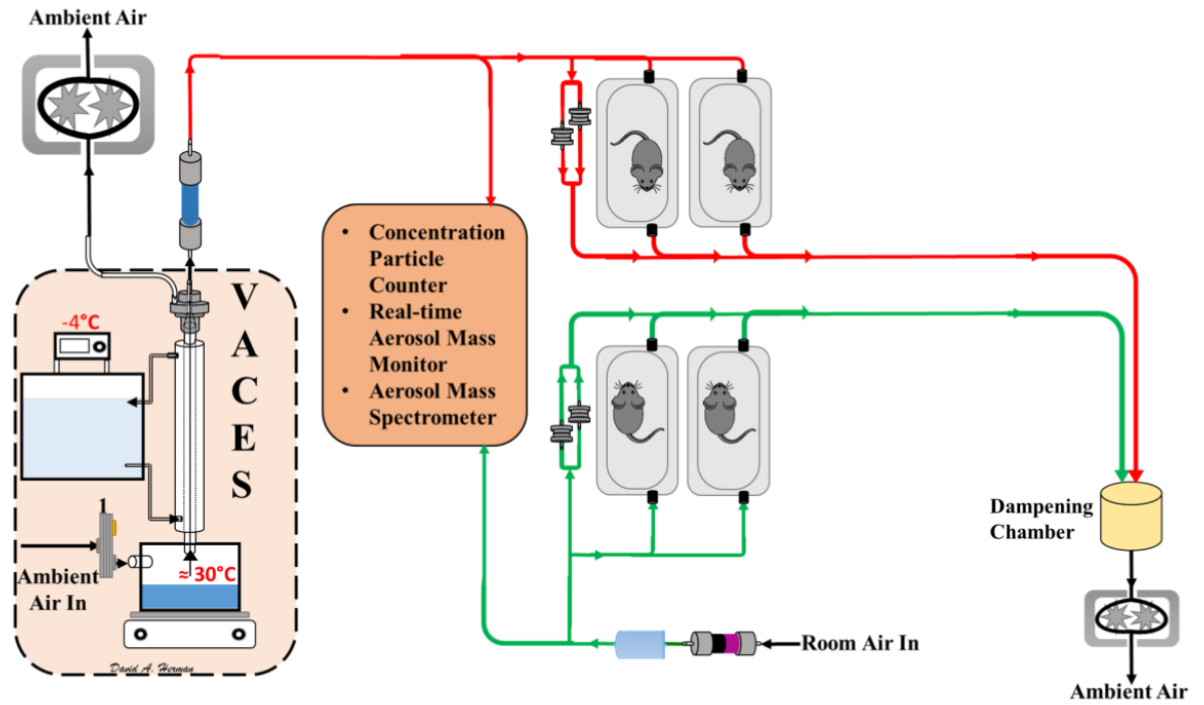 Ambient Air
V
A
C
E
S
-4°C
1
Ambient
Air In
≈ 30°C
David A. Herman
• Concentration
Particle
Counter
• Real-time
Aerosol Mass
Monitor
• Aerosol Mass
Spectrometer
Room Air In
Dampening
Chamber
Ambient Air